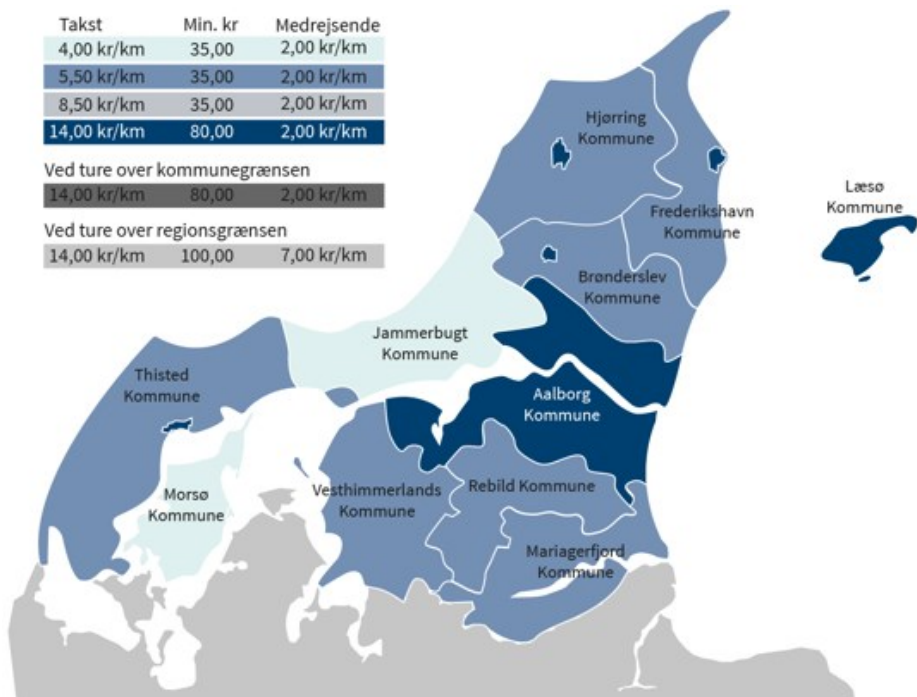 Takst Min. kr Medrejsende
4,00 kr/km 35,00 2,00 kr/km
5,50 kr/km 35,00 2,00 kr/km
8,50 kr/km 35,00 2,00 kr/km
14,00 kr/km 80,00 2,00 kr/km
Ved ture over kommunegrænsen
14,00 kr/km 80,00 2,00 kr/km
Ved ture over regionsgrænsen
14,00 kr/km 100,00 7,00 kr/km
Hjørring
Kommune
Læsø
Kommune
Frederikshavn
Kommune
Brønderslev
Kommune
Jammerbugt
Kommune
Thisted
Kommune
Aalborg
Kommune
Morsø
Kommune
Vesthimmerlands
Kommune
Rebild Kommune
Mariagerfjord
Kommune